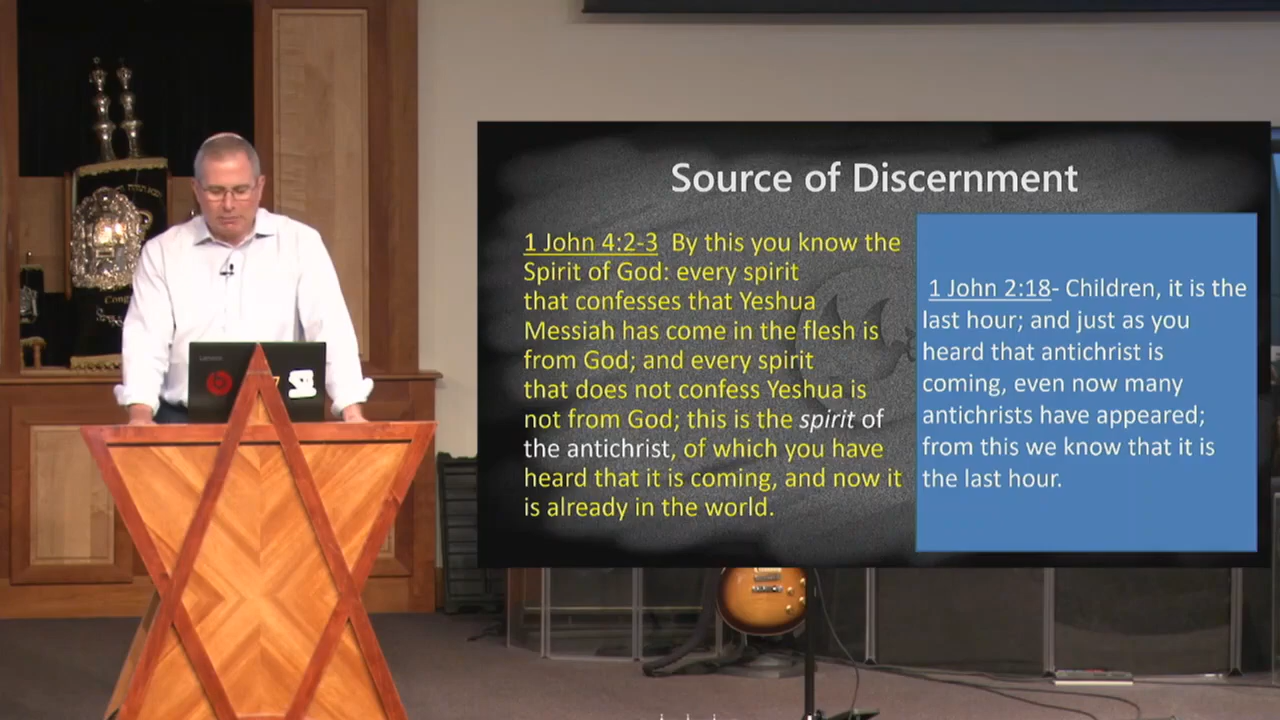 Source of Discernment
1 John 4:2-3 By this you know the
Spirit of God: every spirit
that confesses that Yeshua
Messiah has come in the flesh is
from God; and every spirit
that does not confess Yeshua is
not from God; this is the spirit of
the antichrist, of which you have
heard that it is coming, and now it
is already in the world.
1 John 2:18- Children, it is the
last hour; and just as you
heard that antichrist is
coming, even now many
antichrists have appeared;
from this we know that it is
the last hour.
Lenovo